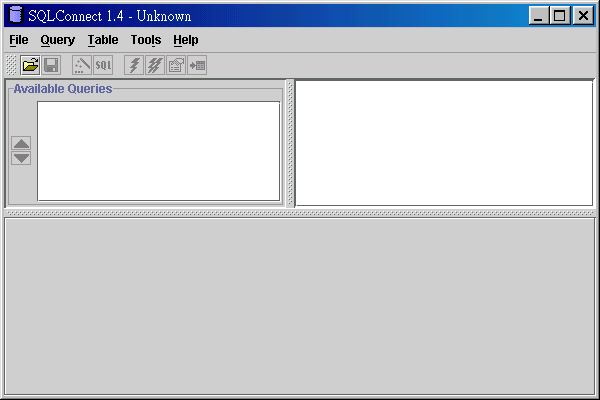 SQLConnect 1.4 - Unknown
File Query Table Tools Help
SQL
Available Queries